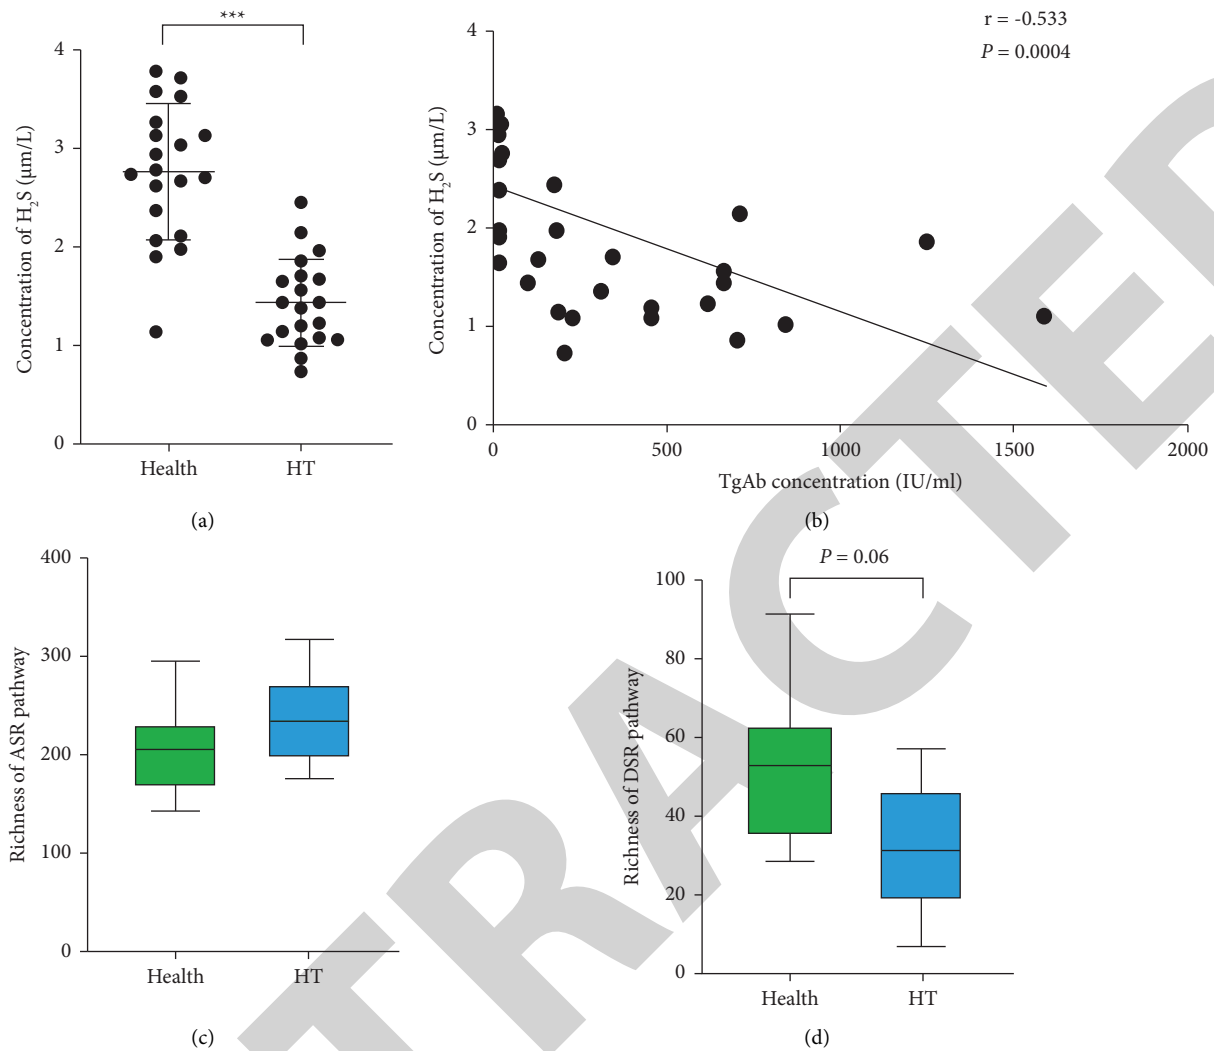 ***
4
3
2
1
0
Concentration of H₂S (µm/L)
Health
HT
(a)
r = -0.533
P = 0.0004
4
3
2
1
0
Concentration of H₂S (µm/L)
0
500
1000
1500
2000
TgAb concentration (IU/ml)
(b)
400
300
200
100
0
Richness of ASR pathway
Health
HT
(c)
P = 0.06
100
80
60
40
20
0
Richness of DSR pathway
Health
HT
(d)
TRACTED